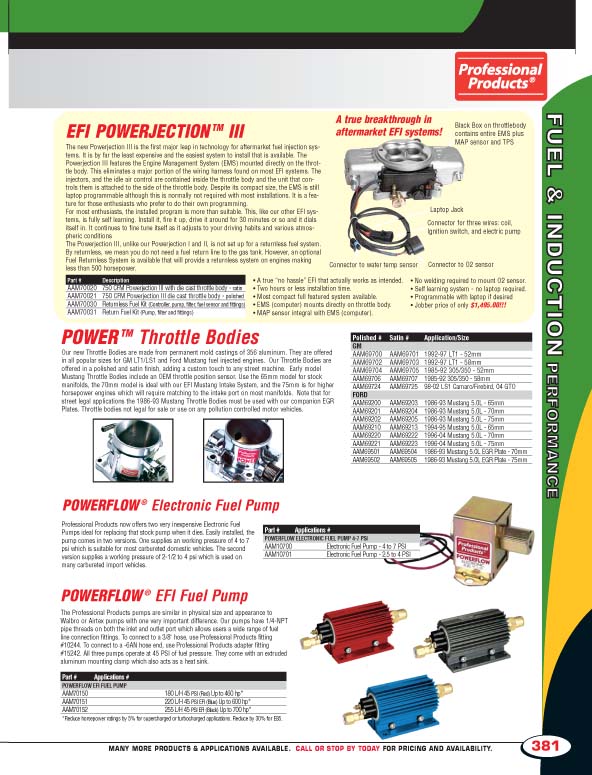 Professional
Products®
FUEL & INDUCTION PERFORMANCE
EFI POWERJECTION™ III
The new Powerjection III is the first major leap in technology for aftermarket fuel injection sys-
tems. It is by far the least expensive and the easiest system to install that is available. The
Powerjection III features the Engine Management System (EMS) mounted directly on the throt-
tle body. This eliminates a major portion of the wiring harness found on most EFI systems. The
injectors, and the idle air control are contained inside the throttle body and the unit that con-
trols them is attached to the side of the throttle body. Despite its compact size, the EMS is still
laptop programmable although this is normally not required with most installations. It is a fea-
ture for those enthusiasts who prefer to do their own programming.
For most enthusiasts, the installed program is more than suitable. This, like our other EFI sys-
tems, is fully self learning. Install it, fire it up, drive it around for 30 minutes or so and it dials
itself in. It continues to fine tune itself as it adjusts to your driving habits and various atmos-
pheric conditions
The Powerjection III, unlike our Powerjection I and II, is not set up for a returnless fuel system.
By returnless, we mean you do not need a fuel return line to the gas tank. However, an optional
Fuel Returnless System is available that will provide a returnless system on engines making
less than 500 horsepower.
A true breakthrough in
aftermarket EFI systems!
Black Box on throttlebody
contains entire EMS plus
MAP sensor and TPS
Laptop Jack
Connector for three wires: coil,
Ignition switch, and electric pump
Connector to water temp sensor
Connector to O2 sensor
Part # Description
AAM70020 750 CFM Powerjection III with die cast throttle body - satin
AAM70021 750 CFM Powerjection III die cast throttle body - polished
AAM70030 Returnless Fuel Kit (Controller, pump, filter, fuel sensor and fittings)
AAM70031 Return Fuel Kit (Pump, filter and fittings)
• A true "no hassle" EFI that actually works as intended.
• Two hours or less installation time.
• Most compact full featured system available.
• EMS (computer) mounts directly on throttle body.
• MAP sensor integral with EMS (computer).
• No welding required to mount O2 sensor.
• Self learning system - no laptop required.
• Programmable with laptop if desired
• Jobber price of only $1,495.00!!!
POWER™ Throttle Bodies
Our new Throttle Bodies are made from permanent mold castings of 356 aluminum. They are offered
in all popular sizes for GM LT1/LS1 and Ford Mustang fuel injected engines. Our Throttle Bodies are
offered in a polished and satin finish, adding a custom touch to any street machine. Early model
Mustang Throttle Bodies include an OEM throttle position sensor. Use the 65mm model for stock
manifolds, the 70mm model is ideal with our EFI Mustang Intake System, and the 75mm is for higher
horsepower engines which will require matching to the intake port on most manifolds. Note that for
street legal applications the 1986-93 Mustang Throttle Bodies must be used with our companion EGR
Plates. Throttle bodies not legal for sale or use on any pollution controlled motor vehicles.
Polished # Satin # Application/Size
GM
AAM69700 AAM69701 1992-97 LT1 - 52mm
AAM69702 AAM69703 1992-97 LT1 - 58mm
AAM69704 AAM69705 1985-92 305/350 - 52mm
AAM69706 AAM69707 1985-92 305/350 - 58mm
AAM69724 AAM69725 98-02 LS1 Camaro/Firebird, 04 GTO
FORD
AAM69200 AAM69203 1986-93 Mustang 5.0L - 65mm
AAM69201 AAM69204 1986-93 Mustang 5.0L - 70mm
AAM69202 AAM69205 1986-93 Mustang 5.0L - 75mm
AAM69210 AAM69213 1994-95 Mustang 5.0L - 65mm
AAM69220 AAM69222 1996-04 Mustang 5.0L - 70mm
AAM69221 AAM69223 1996-04 Mustang 5.0L - 75mm
AAM69501 AAM69504 1986-93 Mustang 5.0L EGR Plate - 70mm
AAM69502 AAM69505 1986-93 Mustang 5.0L EGR Plate - 75mm
POWERFLOW® Electronic Fuel Pump
Professional Products now offers two very inexpensive Electronic Fuel
Pumps ideal for replacing that stock pump when it dies. Easily installed, the
pump comes in two versions. One supplies an working pressure of 4 to 7
psi which is suitable for most carbureted domestic vehicles. The second
version supplies a working pressure of 2-1/2 to 4 psi which is used on
many carbureted import vehicles.
Part # Applications #
POWERFLOW ELECTRONIC FUEL PUMP 4-7 PSI
AAM10700 Electronic Fuel Pump - 4 to 7 PSI
AAM10701 Electronic Fuel Pump - 2.5 to 4 PSI
Professional
Products
POWERFLOW
POWERFLOW® EFI Fuel Pump
The Professional Products pumps are similar in physical size and appearance to
Walbro or Airtex pumps with one very important difference. Our pumps have 1/4-NPT
pipe threads on both the inlet and outlet port which allows users a wide range of fuel
line connection fittings. To connect to a 3/8" hose, use Professional Products fitting
#10244. To connect to a -6AN hose end, use Professional Products adapter fitting
#15242. All three pumps operate at 45 PSI of fuel pressure. They come with an extruded
aluminum mounting clamp which also acts as a heat sink.
Part # Applications #
POWERFLOW EFI FUEL PUMP
AAM70150 190 L/H 45 PSI (Red) Up to 460 hp*
AAM70151 220 L/H 45 PSI EFI (Blue) Up to 600 hp*
AAM70152 255 L/H 45 PSI EFI (Black) Up to 700 hp*
*Reduce horsepower ratings by 5% for supercharged or turbocharged applications. Reduce by 30% for E85.
MANY MORE PRODUCTS & APPLICATIONS AVAILABLE. CALL OR STOP BY TODAY FOR PRICING AND AVAILABILITY.
381